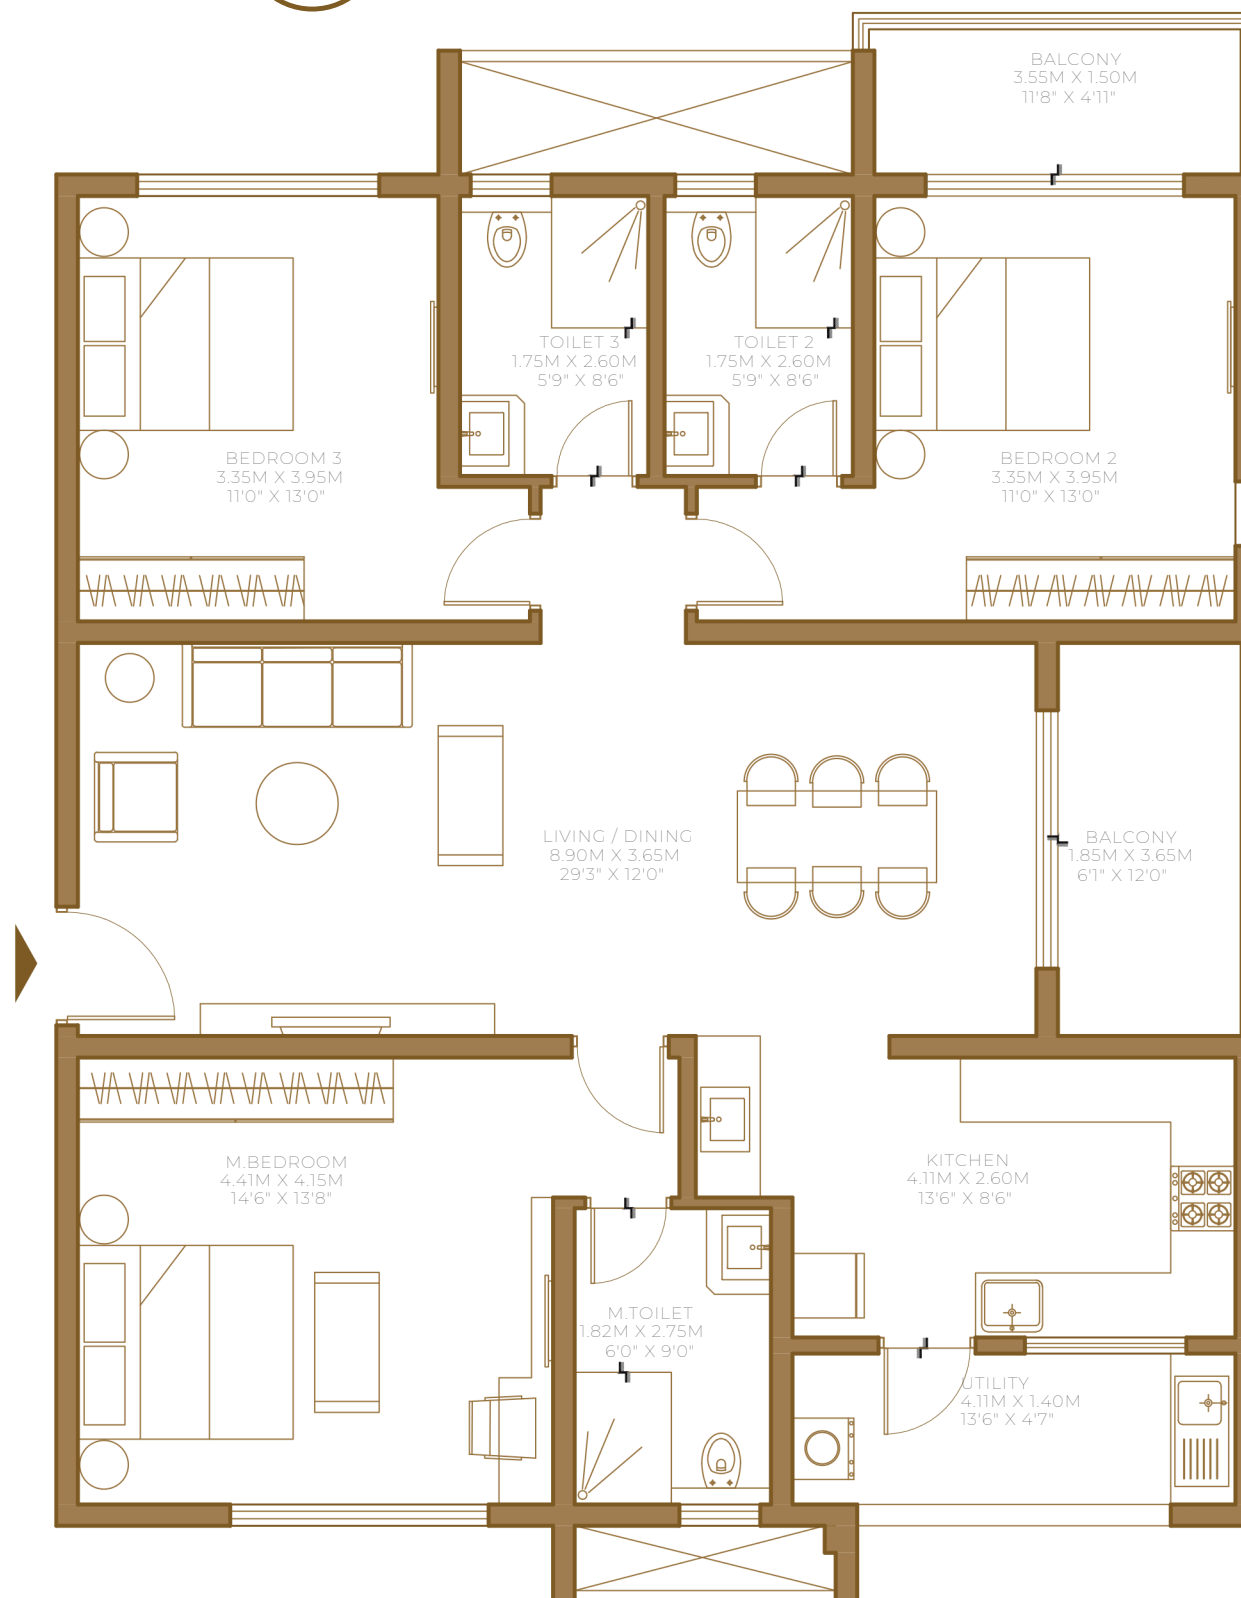 BALCONY
3.55M X 1.50M
11'8" X 4'11"
TOILET 3
1.75M X 2.60M
5'9" X 8'6"
TOILET 2
1.75M X 2.60M
5'9" X 8'6"
BEDROOM 3
3.35M X 3.95M
11'0" X 13'0"
BEDROOM 2
3.35M X 3.95M
11'0" X 13'0"
LIVING / DINING
8.90M X 3.65M
29'3" X 12'0"
BALCONY
1.85M X 3.65M
6'1" X 12'0"
M.BEDROOM
4.41M X 4.15M
14'6" X 13'8"
KITCHEN
4.11M X 2.60M
13'6" X 8'6"
M.TOILET
1.82M X 2.75M
6'0" X 9'0"
UTILITY
4.11M X 1.40M
13'6" X 4'7"